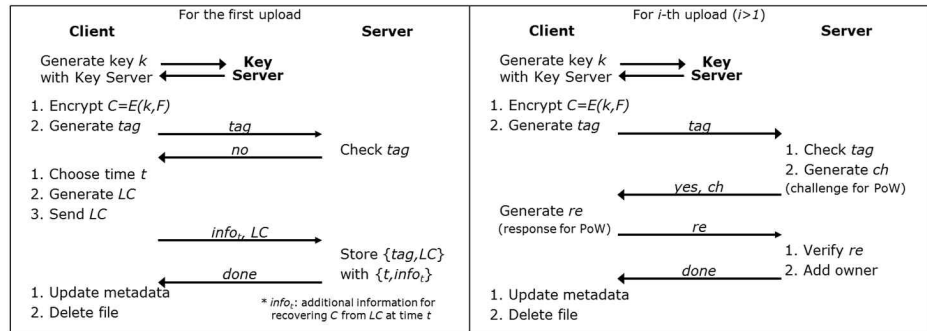 For the first upload
Client
Server
Generate key k
with Key Server
Key
Server
1. Encrypt C=E(k,F)
2. Generate tag
tag
no
Check tag
1. Choose time t
2. Generate LC
3. Send LC
infoₜ, LC
Store {tag,LC}
with {t,infoₜ}
done
1. Update metadata
2. Delete file
* infoₜ: additional information for
recovering C from LC at time t
For i-th upload (i>1)
Client
Server
Generate key k
with Key Server
Key
Server
1. Encrypt C=E(k,F)
2. Generate tag
tag
1. Check tag
2. Generate ch
(challenge for PoW)
yes, ch
Generate re
(response for PoW)
re
1. Verify re
2. Add owner
done
1. Update metadata
2. Delete file